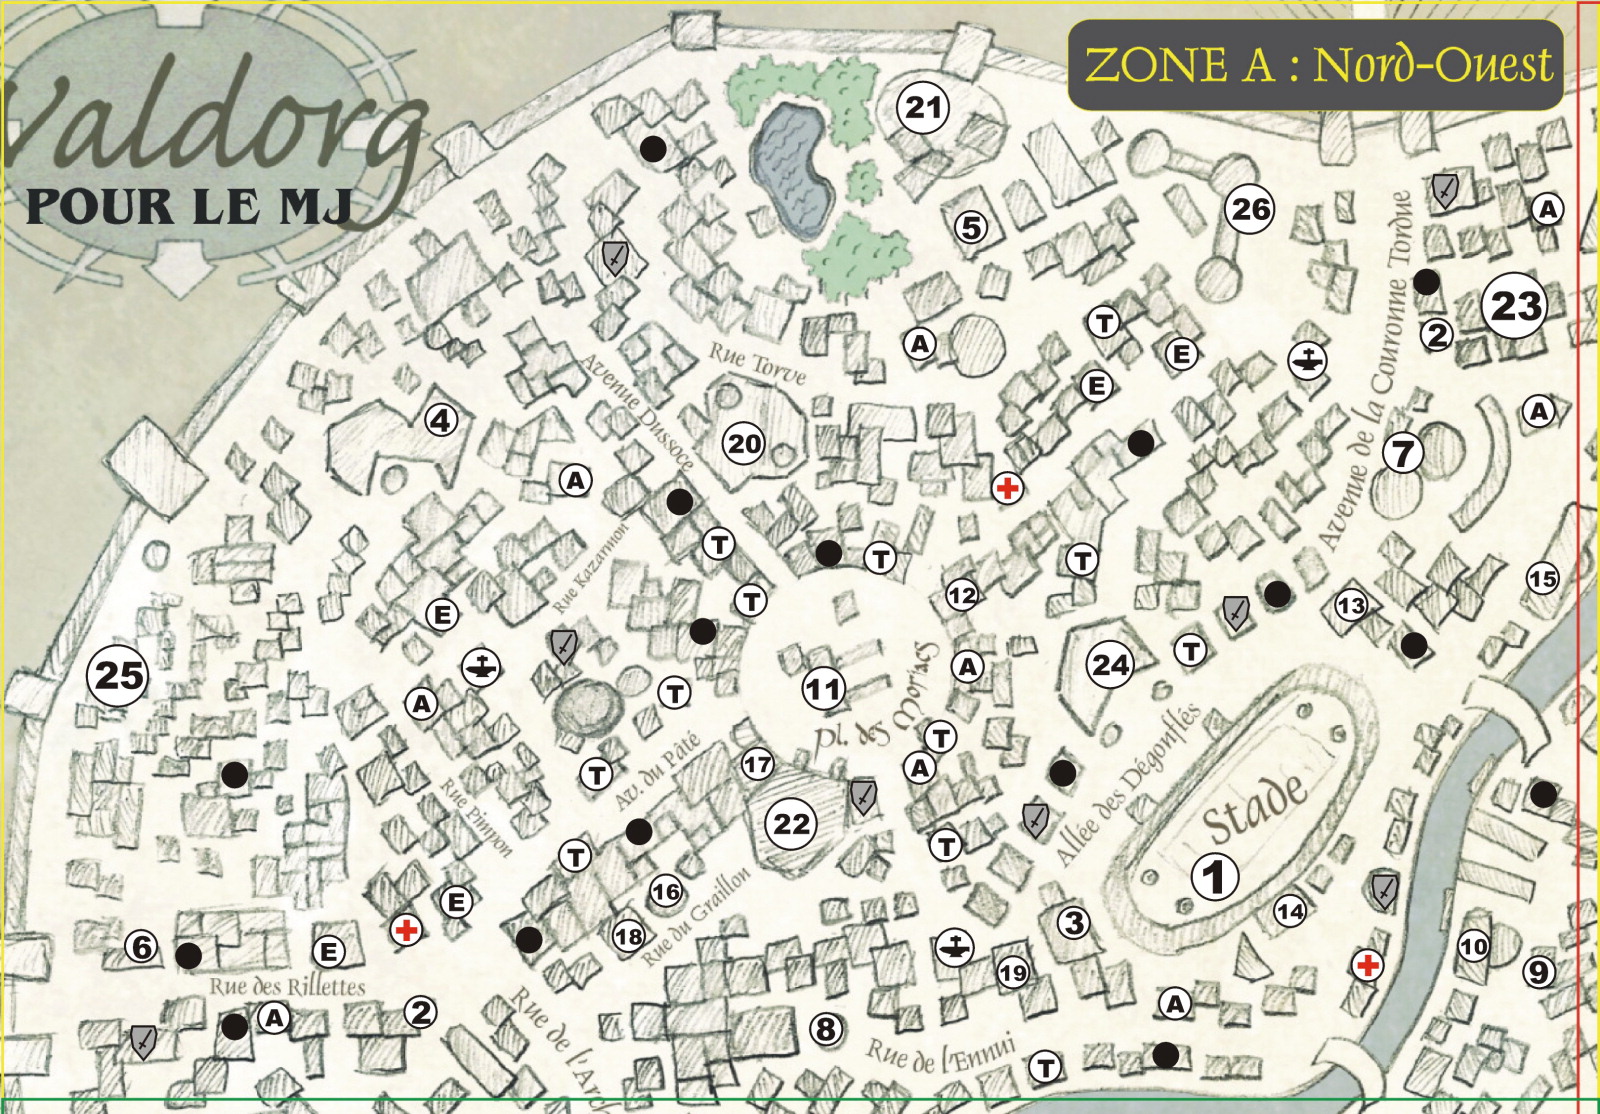 Valdorg
POUR LE MJ
ZONE A : Nord-Ouest
21
A
5
26
23
T
2
A
E
E
Rue Torve
Avenue Dussoce
Avenue de la Couronne Tordue
4
20
7
A
A
T
T
T
T
Rue Kazannon
12
13
15
E
25
A
T
24
T
11
Pl. des Moriacs
A
T
A
17
T
Av. du Pâté
Rue Pimpon
22
Allée des Dégonflés
Stade
1
T
T
16
E
18
Rue du Graillon
3
14
6
E
19
10
9
Rue des Rillettes
A
2
A
Rue de l'Arch
8
Rue de l'Ennui
T